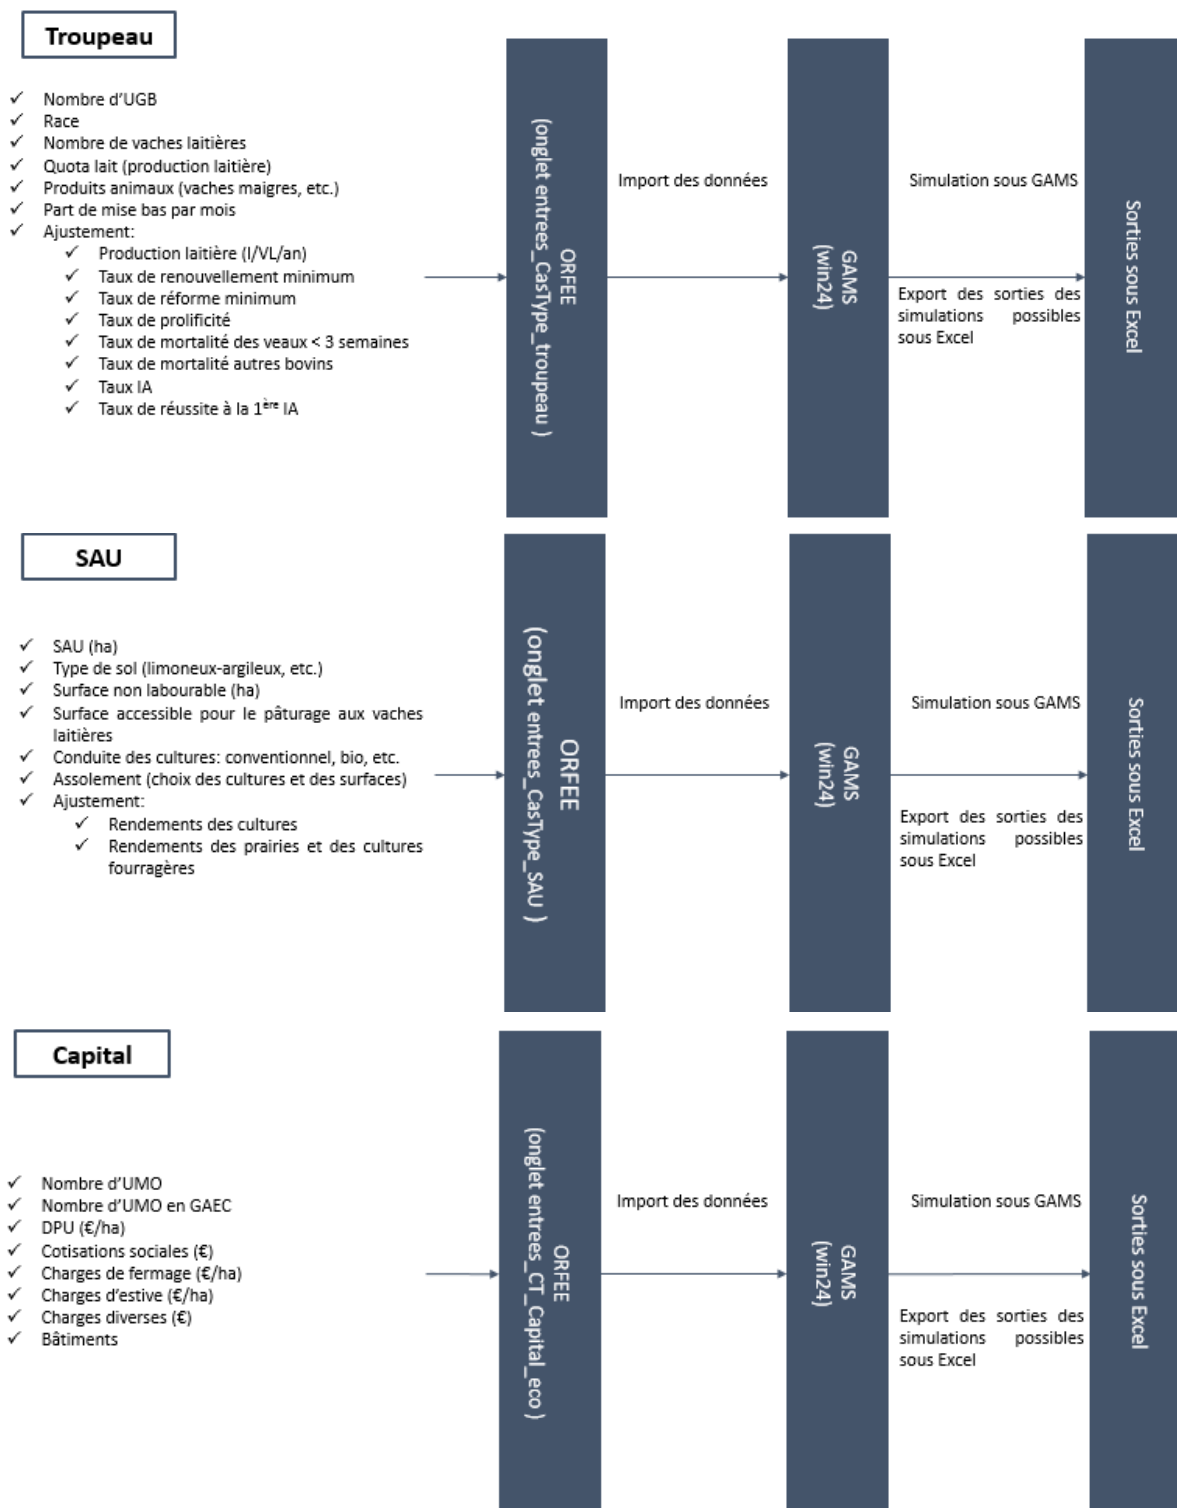 Troupeau
Nombre d'UGB
Race
Nombre de vaches laitières
Quota lait (production laitière)
Produits animaux (vaches maigres, etc.)
Part de mise bas par mois
Ajustement:
Production laitière (l/VL/an)
Taux de renouvellement minimum
Taux de réforme minimum
Taux de prolificité
Taux de mortalité des veaux < 3 semaines
Taux de mortalité autres bovins
Taux IA
Taux de réussite à la 1ère IA
ORFEE
(onglet entrees_CasType_troupeau )
Import des données
GAMS
(win24)
Simulation sous GAMS
Export des sorties des
simulations possibles
sous Excel
Sorties sous Excel
SAU
SAU (ha)
Type de sol (limoneux-argileux, etc.)
Surface non labourable (ha)
Surface accessible pour le pâturage aux vaches
laitières
Conduite des cultures: conventionnel, bio, etc.
Assolement (choix des cultures et des surfaces)
Ajustement:
Rendements des cultures
Rendements des prairies et des cultures
fourragères
ORFEE
(onglet entrees_CasType_SAU )
Import des données
GAMS
(win24)
Simulation sous GAMS
Export des sorties des
simulations possibles
sous Excel
Sorties sous Excel
Capital
Nombre d'UMO
Nombre d'UMO en GAEC
DPU (€/ha)
Cotisations sociales (€)
Charges de fermage (€/ha)
Charges d'estive (€/ha)
Charges diverses (€)
Bâtiments
ORFEE
(onglet entrees_CT_Capital_eco )
Import des données
GAMS
(win24)
Simulation sous GAMS
Export des sorties des
simulations possibles
sous Excel
Sorties sous Excel